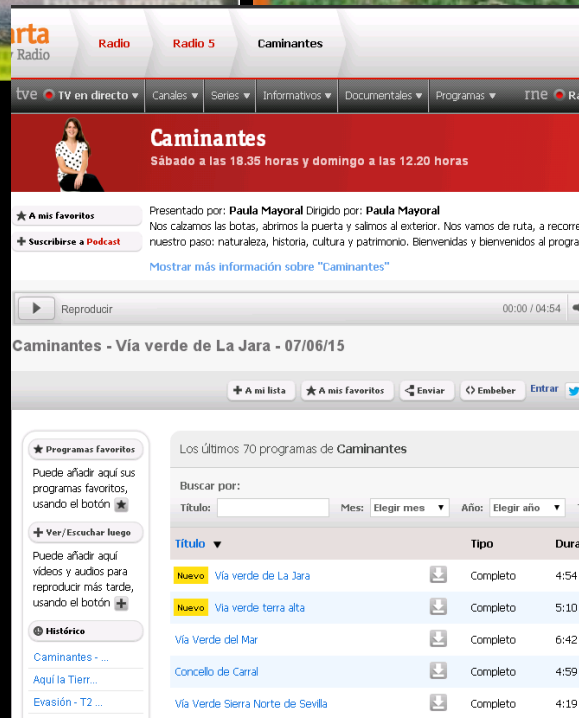 rta
Radio
Radio
Radio 5
Caminantes
tve TV en directo ▼ Canales ▼ Series ▼ Informativos ▼ Documentales ▼ Programas ▼ rne
Caminantes
Sábado a las 18.35 horas y domingo a las 12.20 horas
A mis favoritos
Suscribirse a Podcast
Presentado por: Paula Mayoral Dirigido por: Paula Mayoral
Nos calzamos las botas, abrimos la puerta y salimos al exterior. Nos vamos de ruta, a recorre
nuestro paso: naturaleza, historia, cultura y patrimonio. Bienvenidas y bienvenidos al progra
Mostrar más información sobre "Caminantes"
Reproducir
00:00 / 04:54
Caminantes - Vía verde de La Jara - 07/06/15
A mi lista A mis favoritos Enviar Embeber Entrar
Programas favoritos
Puede añadir aquí sus
programas favoritos,
usando el botón
Ver/Escuchar luego
Puede añadir aquí
vídeos y audios para
reproducir más tarde,
usando el botón
Histórico
Caminantes - ...
Aquí la Tierr...
Evasión - T2 ...
Los últimos 70 programas de Caminantes
Buscar por:
Título: Mes: Elegir mes ▼ Año: Elegir año ▼
Título ▼ Tipo Dura
Nuevo Vía verde de La Jara Completo 4:54
Nuevo Via verde terra alta Completo 5:10
Vía Verde del Mar Completo 6:42
Concello de Carral Completo 4:59
Vía Verde Sierra Norte de Sevilla Completo 4:19